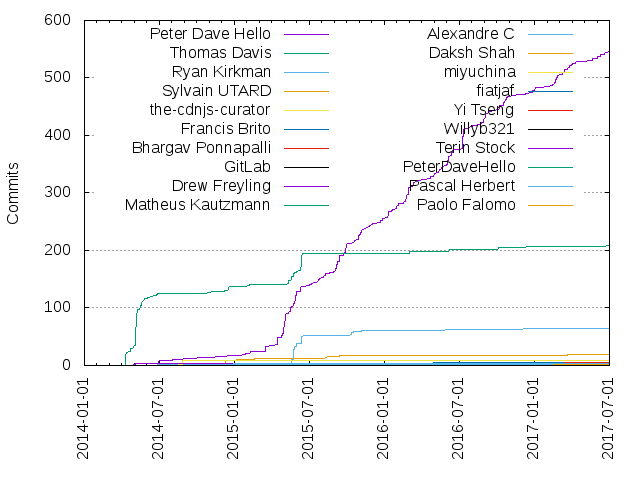 600
500
400
300
200
100
0
Commits
Peter Dave Hello
Thomas Davis
Ryan Kirkman
Sylvain UTARD
the-cdnjs-curator
Francis Brito
Bhargav Ponnapalli
GitLab
Drew Freyling
Matheus Kautzmann
Alexandre C
Daksh Shah
miyuchina
fiatjaf
Yi Tseng
Willyb321
Terin Stock
PeterDaveHello
Pascal Herbert
Paolo Falomo
2014-01-01
2014-07-01
2015-01-01
2015-07-01
2016-01-01
2016-07-01
2017-01-01
2017-07-01